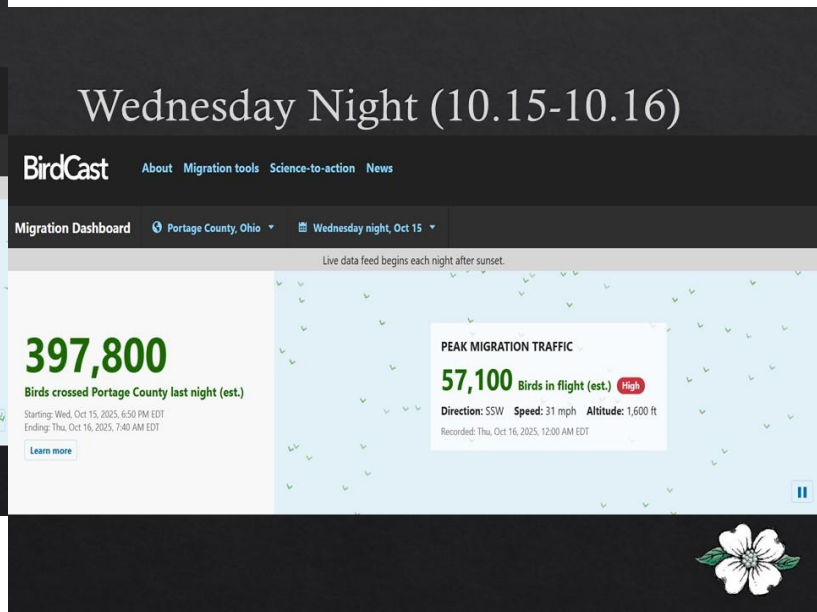 Wednesday Night (10.15-10.16)
BirdCast About Migration tools Science-to-action News
Migration Dashboard Portage County, Ohio Wednesday night, Oct 15
Live data feed begins each night after sunset.
397,800
Birds crossed Portage County last night (est.)
Starting: Wed, Oct 15, 2025, 6:50 PM EDT
Ending: Thu, Oct 16, 2025, 7:40 AM EDT
Learn more
PEAK MIGRATION TRAFFIC
57,100 Birds in flight (est.) High
Direction: SSW Speed: 31 mph Altitude: 1,600 ft
Recorded: Thu, Oct 16, 2025, 12:00 AM EDT